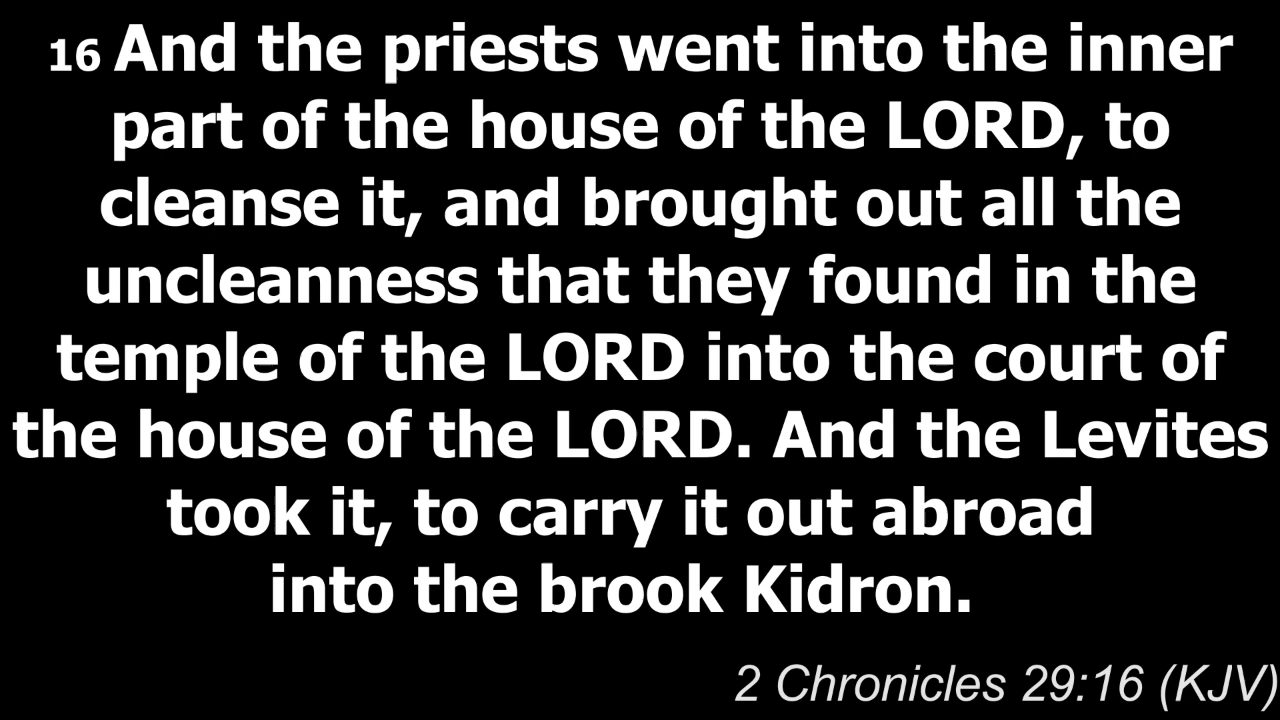 16 And the priests went into the inner
part of the house of the LORD, to
cleanse it, and brought out all the
uncleanness that they found in the
temple of the LORD into the court of
the house of the LORD. And the Levites
took it, to carry it out abroad
into the brook Kidron.
2 Chronicles 29:16 (KJV)